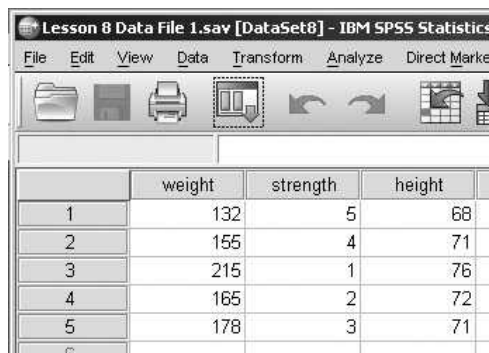 Lesson 8 Data File 1.sav [DataSet8] - IBM SPSS Statistics
File Edit View Data Transform Analyze Direct Marke
weight strength height
1 132 5 68
2 155 4 71
3 215 1 76
4 165 2 72
5 178 3 71